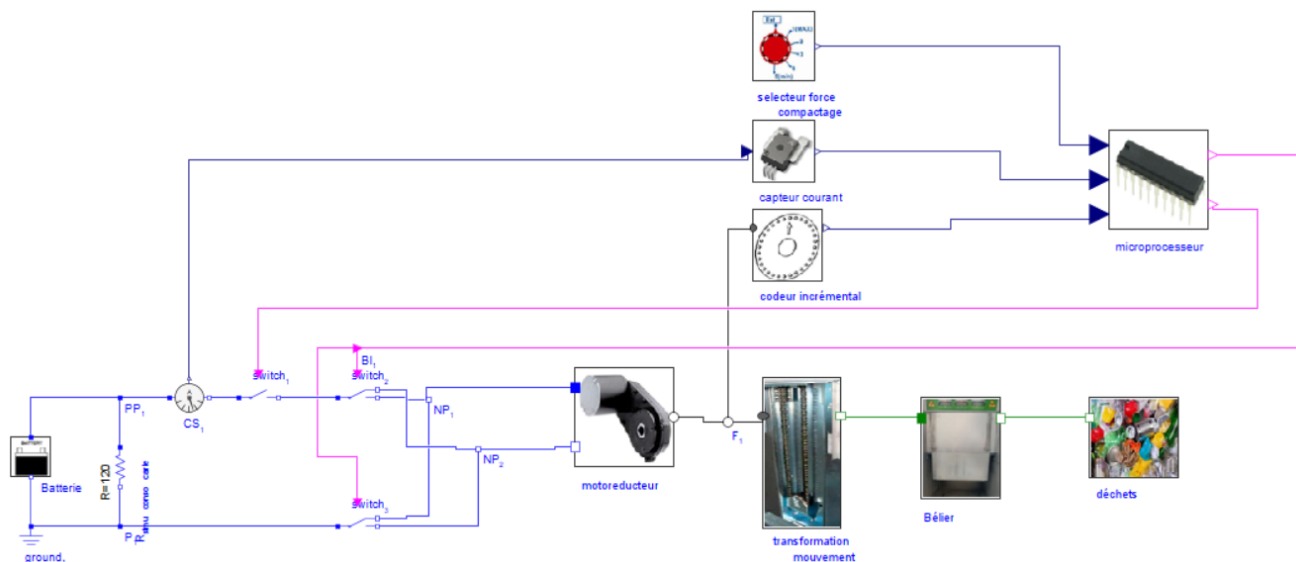 selecteur force
compactage
capteur courant
microprocesseur
codeur incrémental
switch₁
BI₁
switch₂
PP₁
CS₁
NP₁
NP₂
F₁
R=120
Batterie
motoreducteur
déchets
switch₃
Bélier
transformation
mouvement
ground.